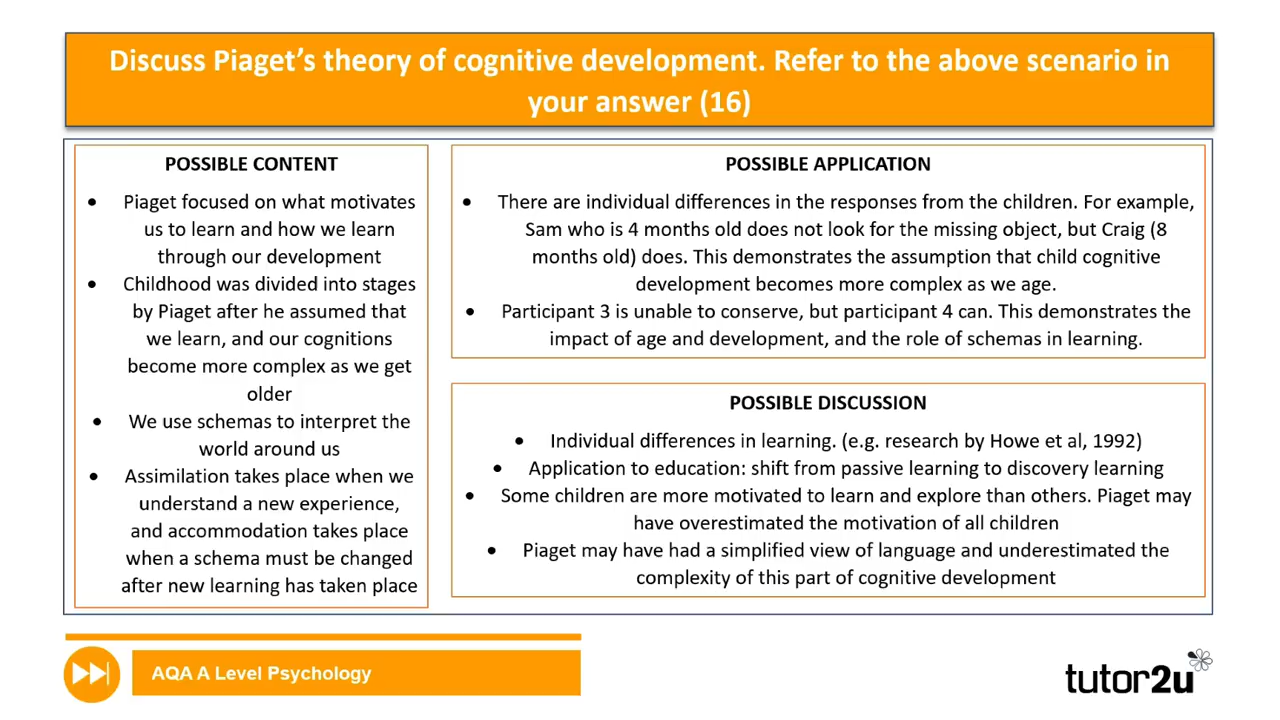 Discuss Piaget's theory of cognitive development. Refer to the above scenario in
your answer (16)
POSSIBLE CONTENT
• Piaget focused on what motivates
us to learn and how we learn
through our development
• Childhood was divided into stages
by Piaget after he assumed that
we learn, and our cognitions
become more complex as we get
older
• We use schemas to interpret the
world around us
• Assimilation takes place when we
understand a new experience,
and accommodation takes place
when a schema must be changed
after new learning has taken place
POSSIBLE APPLICATION
• There are individual differences in the responses from the children. For example,
Sam who is 4 months old does not look for the missing object, but Craig (8
months old) does. This demonstrates the assumption that child cognitive
development becomes more complex as we age.
• Participant 3 is unable to conserve, but participant 4 can. This demonstrates the
impact of age and development, and the role of schemas in learning.
POSSIBLE DISCUSSION
• Individual differences in learning. (e.g. research by Howe et al, 1992)
• Application to education: shift from passive learning to discovery learning
• Some children are more motivated to learn and explore than others. Piaget may
have overestimated the motivation of all children
• Piaget may have had a simplified view of language and underestimated the
complexity of this part of cognitive development
AQA A Level Psychology
tutor2u